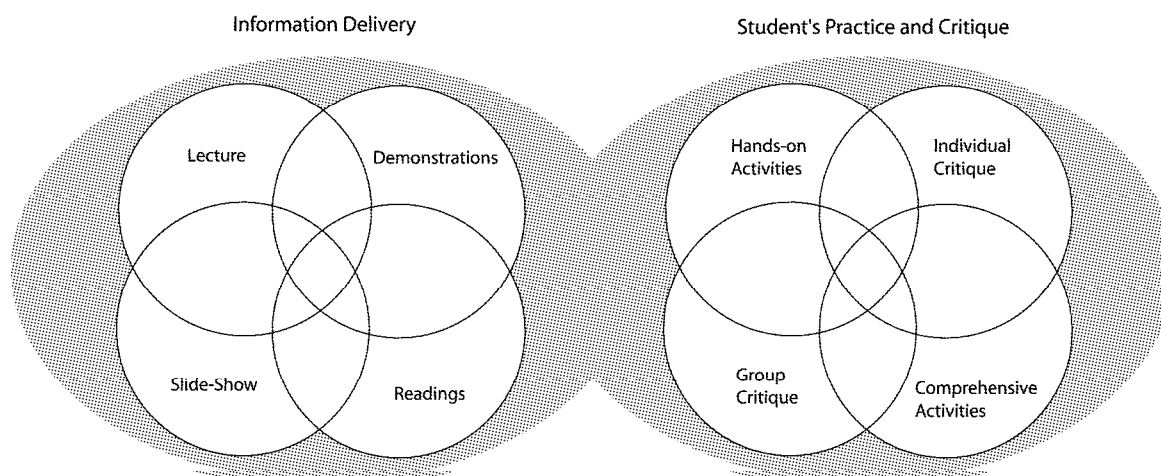 Information Delivery
Student's Practice and Critique
Lecture
Demonstrations
Slide-Show
Readings
Hands-on
Activities
Individual
Critique
Group
Critique
Comprehensive
Activities